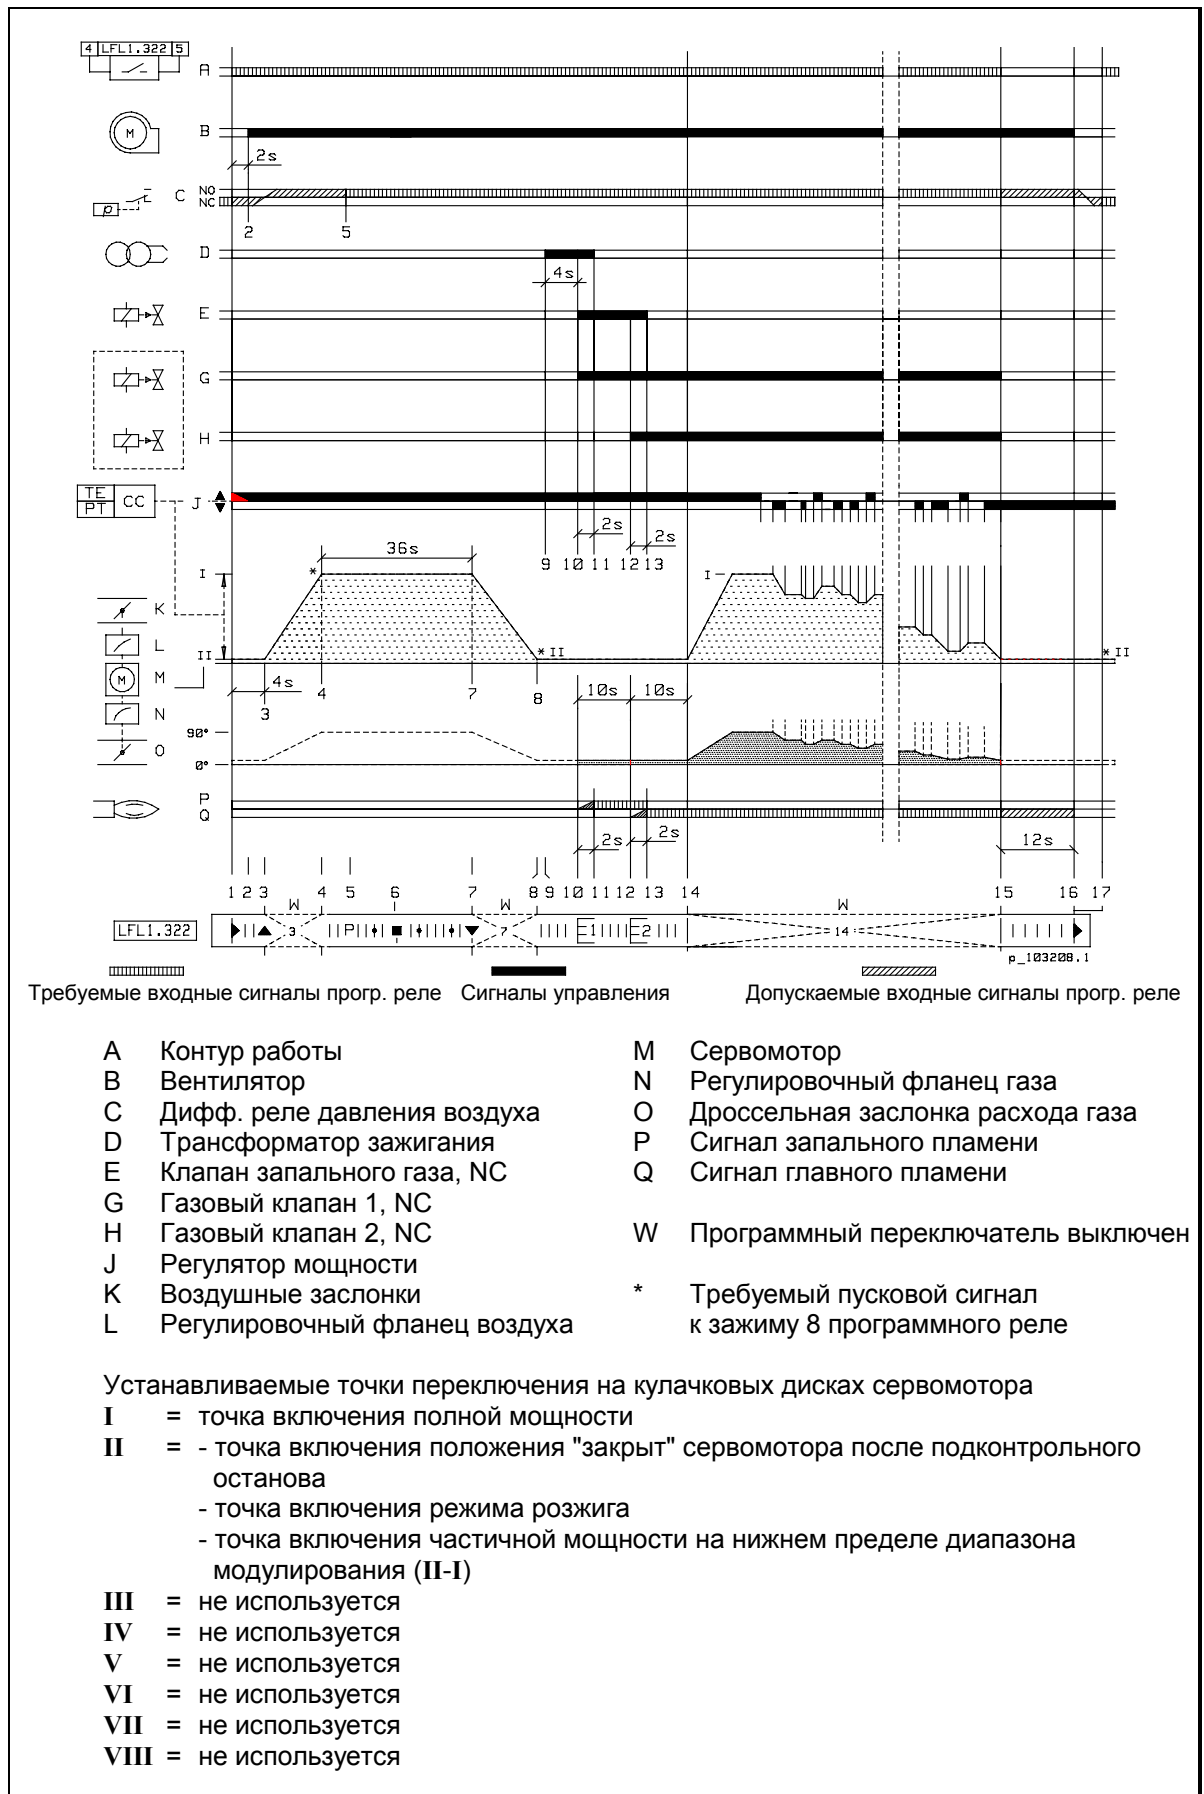 4 LFL1.322 5
A
M B
2s
p C NO
NC
2 5
D
4s
E
G
H
TE
PT CC J
2s 2s
36s
9 10 11 12 13
* I I
K
L
II * II * II
M 4s 10s 10s
3 4 7 8
N
90°
O
0°
P
Q
2s 2s 12s
1 2 3 4 5 6 7 8 9 10 11 12 13 14 15 16 17
W W W
LFL1.322 3 P 7 1 2 14
p_103208.1
Требуемые входные сигналы прогр. реле Сигналы управления Допускаемые входные сигналы прогр. реле
A Контур работы M Сервомотор
B Вентилятор N Регулировочный фланец газа
C Дифф. реле давления воздуха O Дроссельная заслонка расхода газа
D Трансформатор зажигания P Сигнал запального пламени
E Клапан запального газа, NC Q Сигнал главного пламени
G Газовый клапан 1, NC
H Газовый клапан 2, NC W Программный переключатель выключен
J Регулятор мощности
K Воздушные заслонки * Требуемый пусковой сигнал
L Регулировочный фланец воздуха к зажиму 8 программного реле
Устанавливаемые точки переключения на кулачковых дисках сервомотора
I = точка включения полной мощности
II = - точка включения положения "закрыт" сервомотора после подконтрольного
останова
- точка включения режима розжига
- точка включения частичной мощности на нижнем пределе диапазона
модулирования (II-I)
III = не используется
IV = не используется
V = не используется
VI = не используется
VII = не используется
VIII = не используется